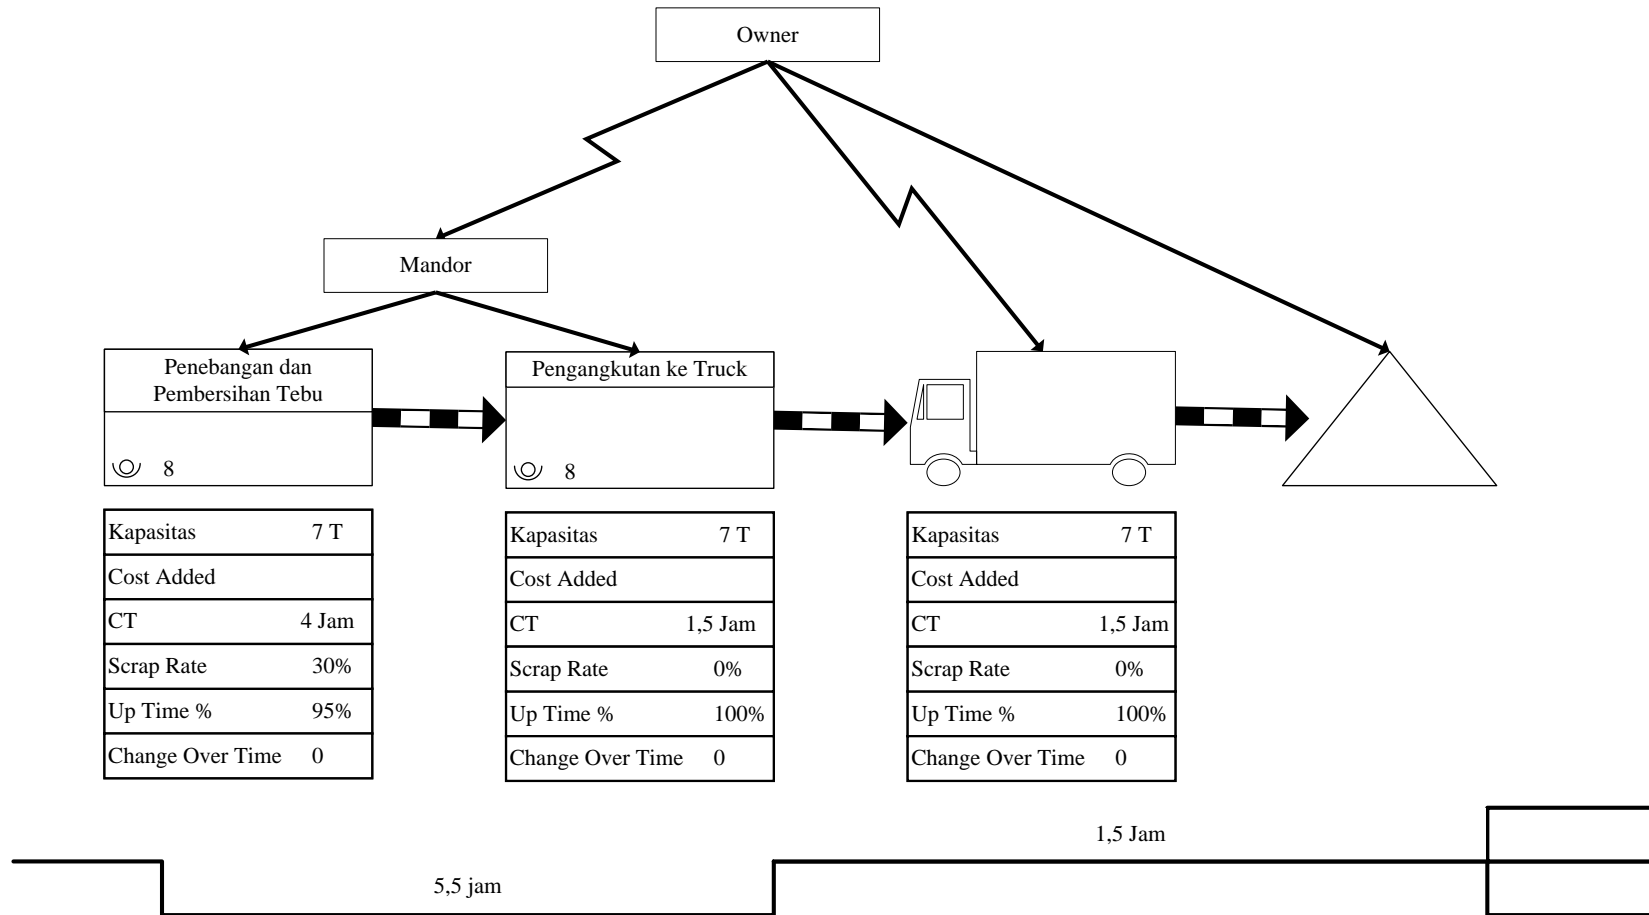 Owner
Mandor
Penebangan dan
Pembersihan Tebu
8
Pengangkutan ke Truck
8
Kapasitas 7 T
Cost Added
CT 4 Jam
Scrap Rate 30%
Up Time % 95%
Change Over Time 0
Kapasitas 7 T
Cost Added
CT 1,5 Jam
Scrap Rate 0%
Up Time % 100%
Change Over Time 0
Kapasitas 7 T
Cost Added
CT 1,5 Jam
Scrap Rate 0%
Up Time % 100%
Change Over Time 0
5,5 jam
1,5 Jam